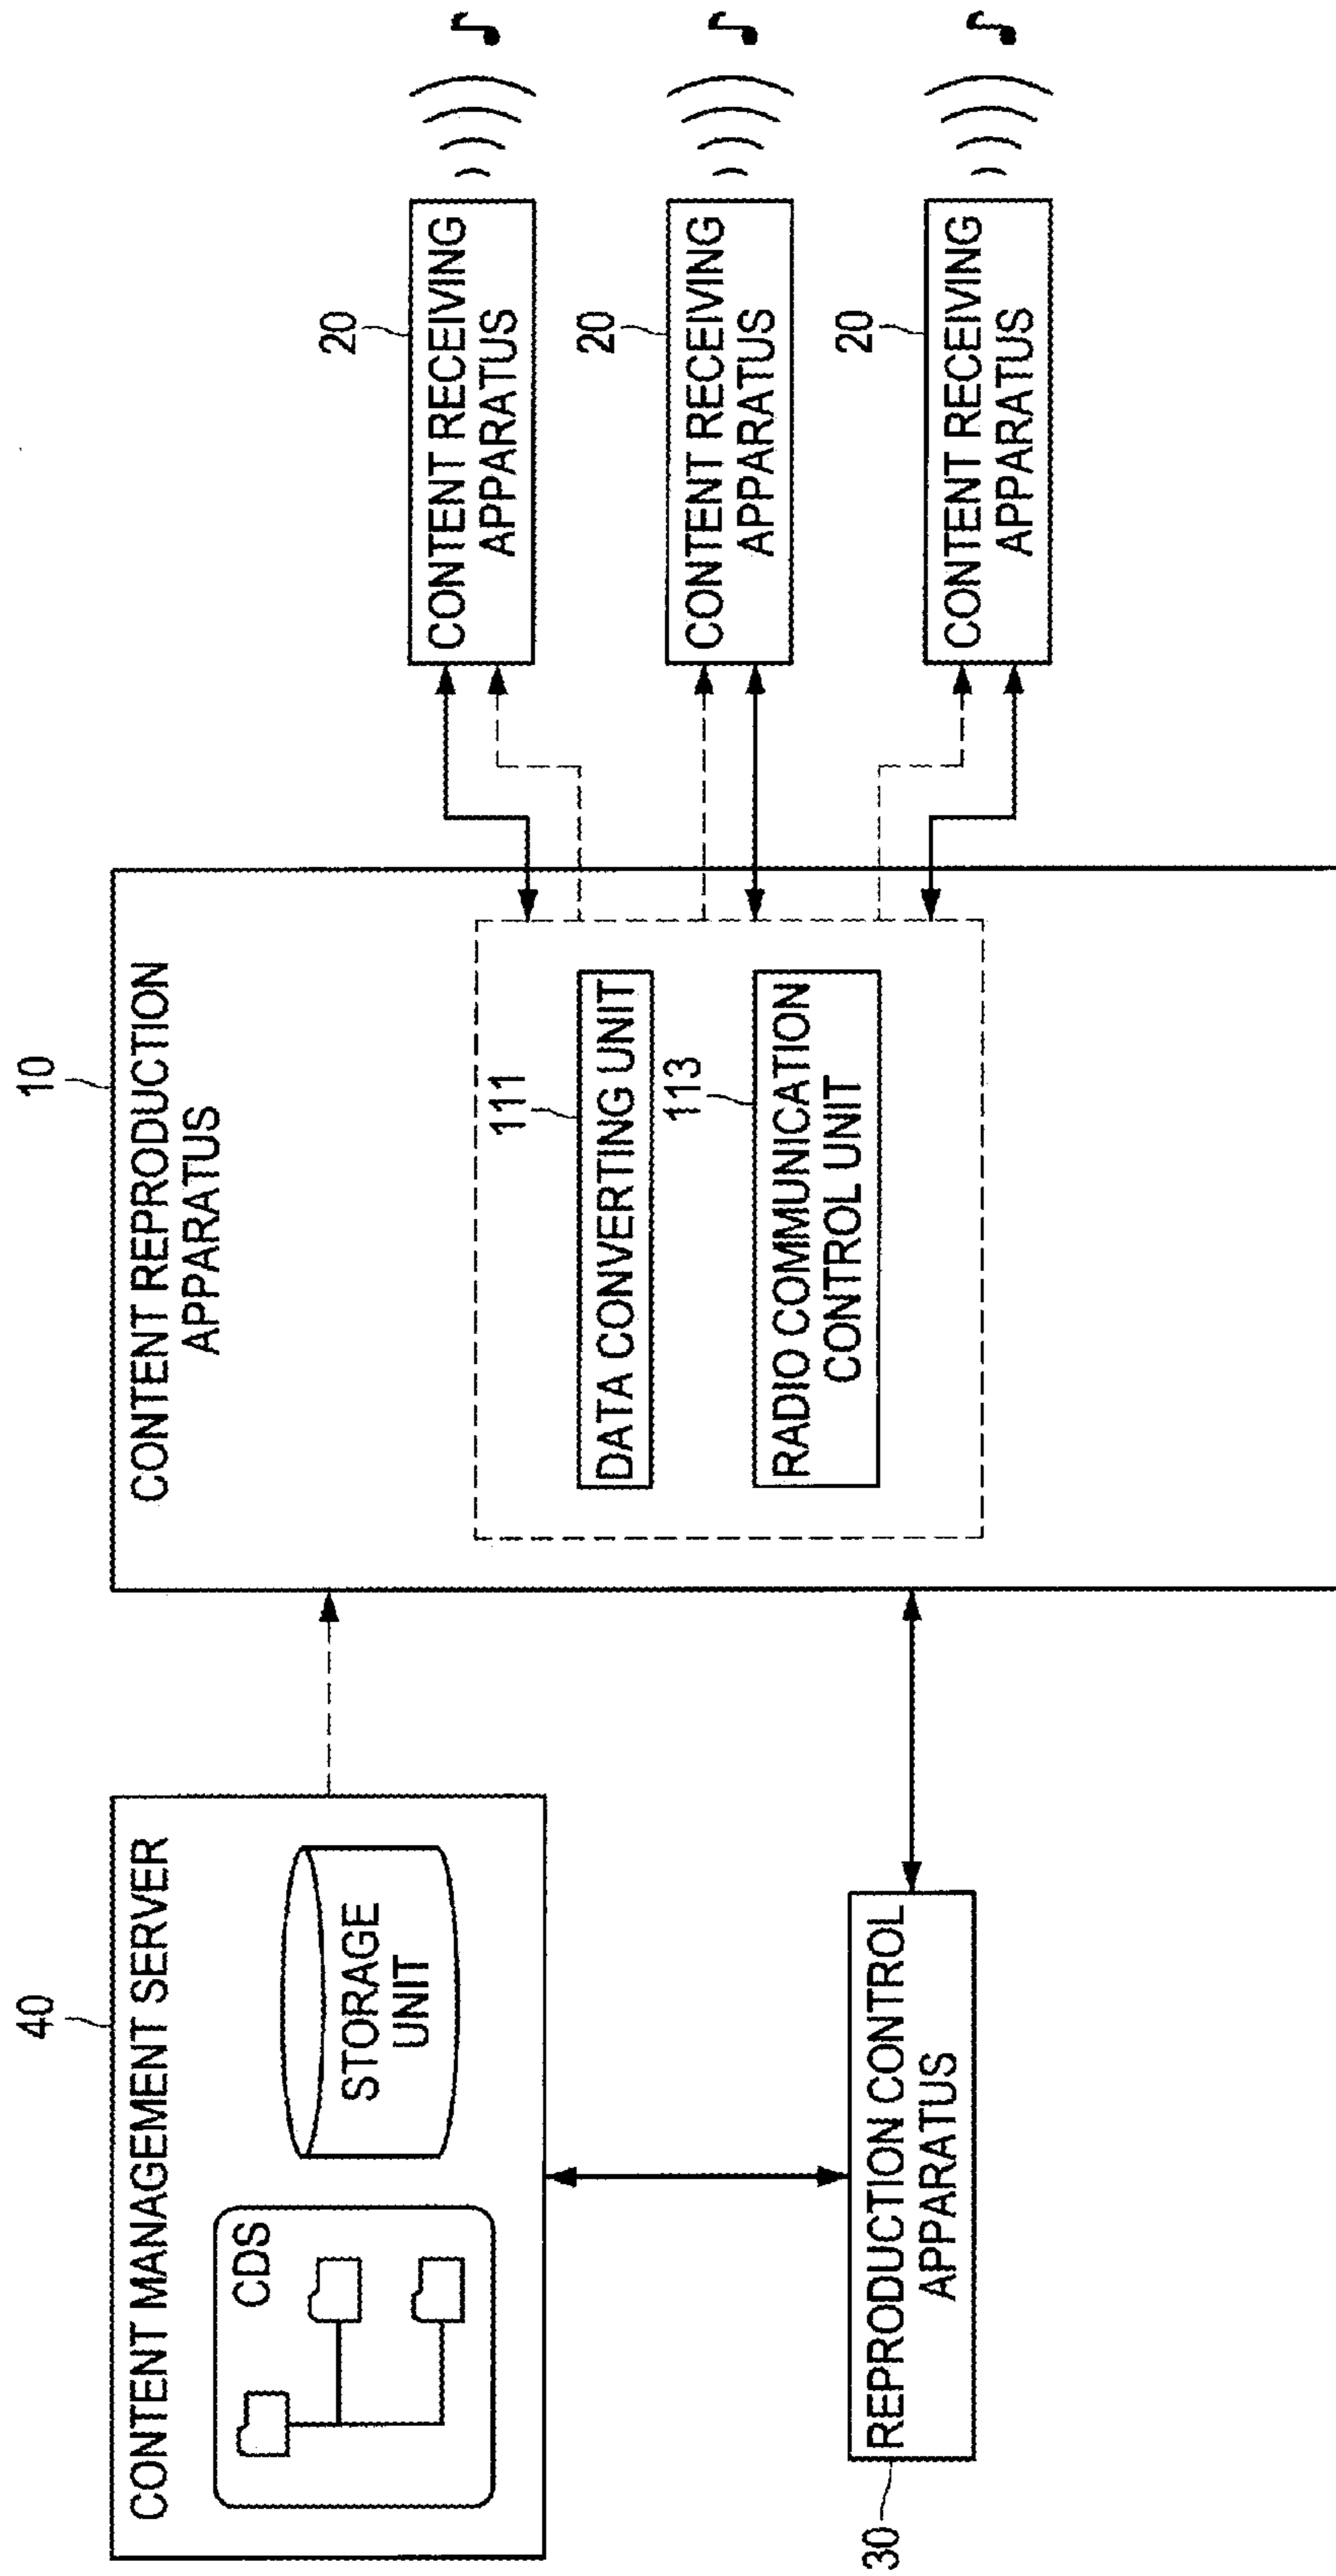 40
CONTENT MANAGEMENT SERVER
CDS
STORAGE
UNIT
30
REPRODUCTION CONTROL
APPARATUS
10
CONTENT REPRODUCTION
APPARATUS
111
DATA CONVERTING UNIT
113
RADIO COMMUNICATION
CONTROL UNIT
20
CONTENT RECEIVING
APPARATUS
20
CONTENT RECEIVING
APPARATUS
20
CONTENT RECEIVING
APPARATUS